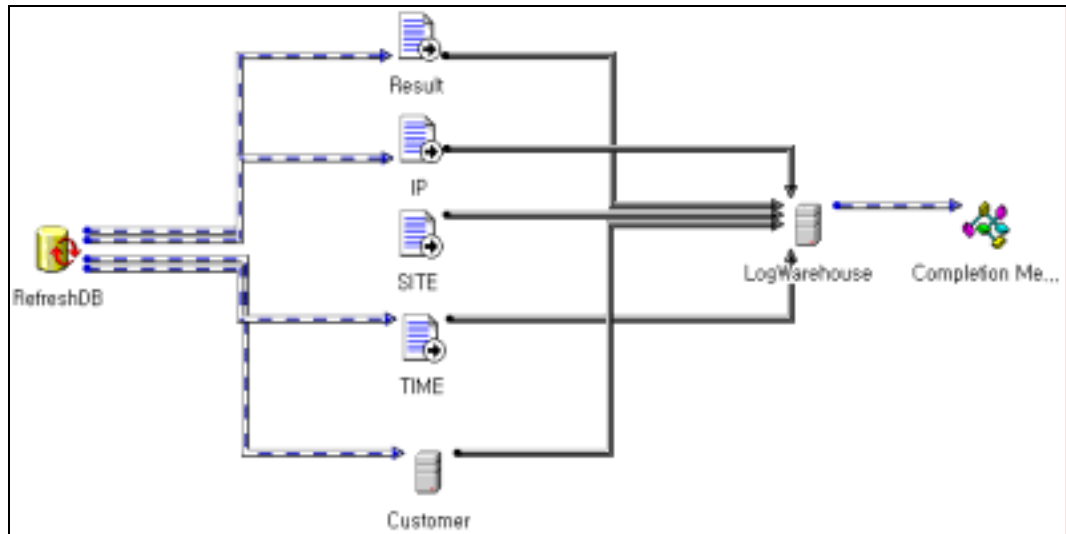 Result
IP
SITE
RefreshDB
LogWarehouse
Completion Me...
TIME
Customer